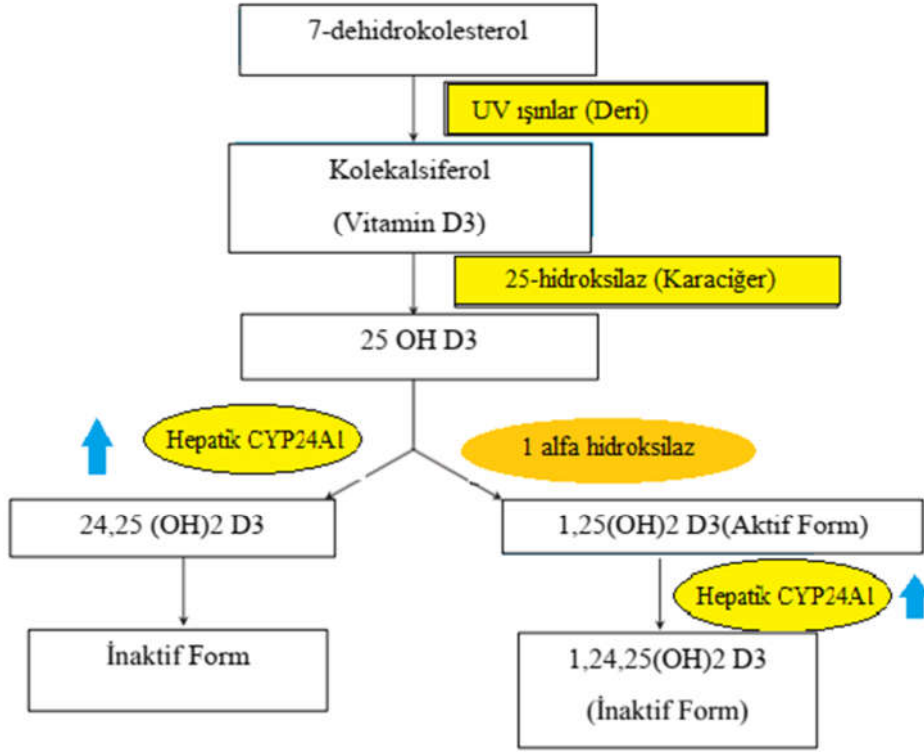 7-dehidrokolesterol
UV ışınlar (Deri)
Kolekalsiferol
(Vitamin D3)
25-hidroksilaz (Karaciğer)
25 OH D3
Hepatik CYP24A1
1 alfa hidroksilaz
24,25 (OH)2 D3
1,25(OH)2 D3(Aktif Form)
Hepatik CYP24A1
İnaktif Form
1,24,25(OH)2 D3
(İnaktif Form)